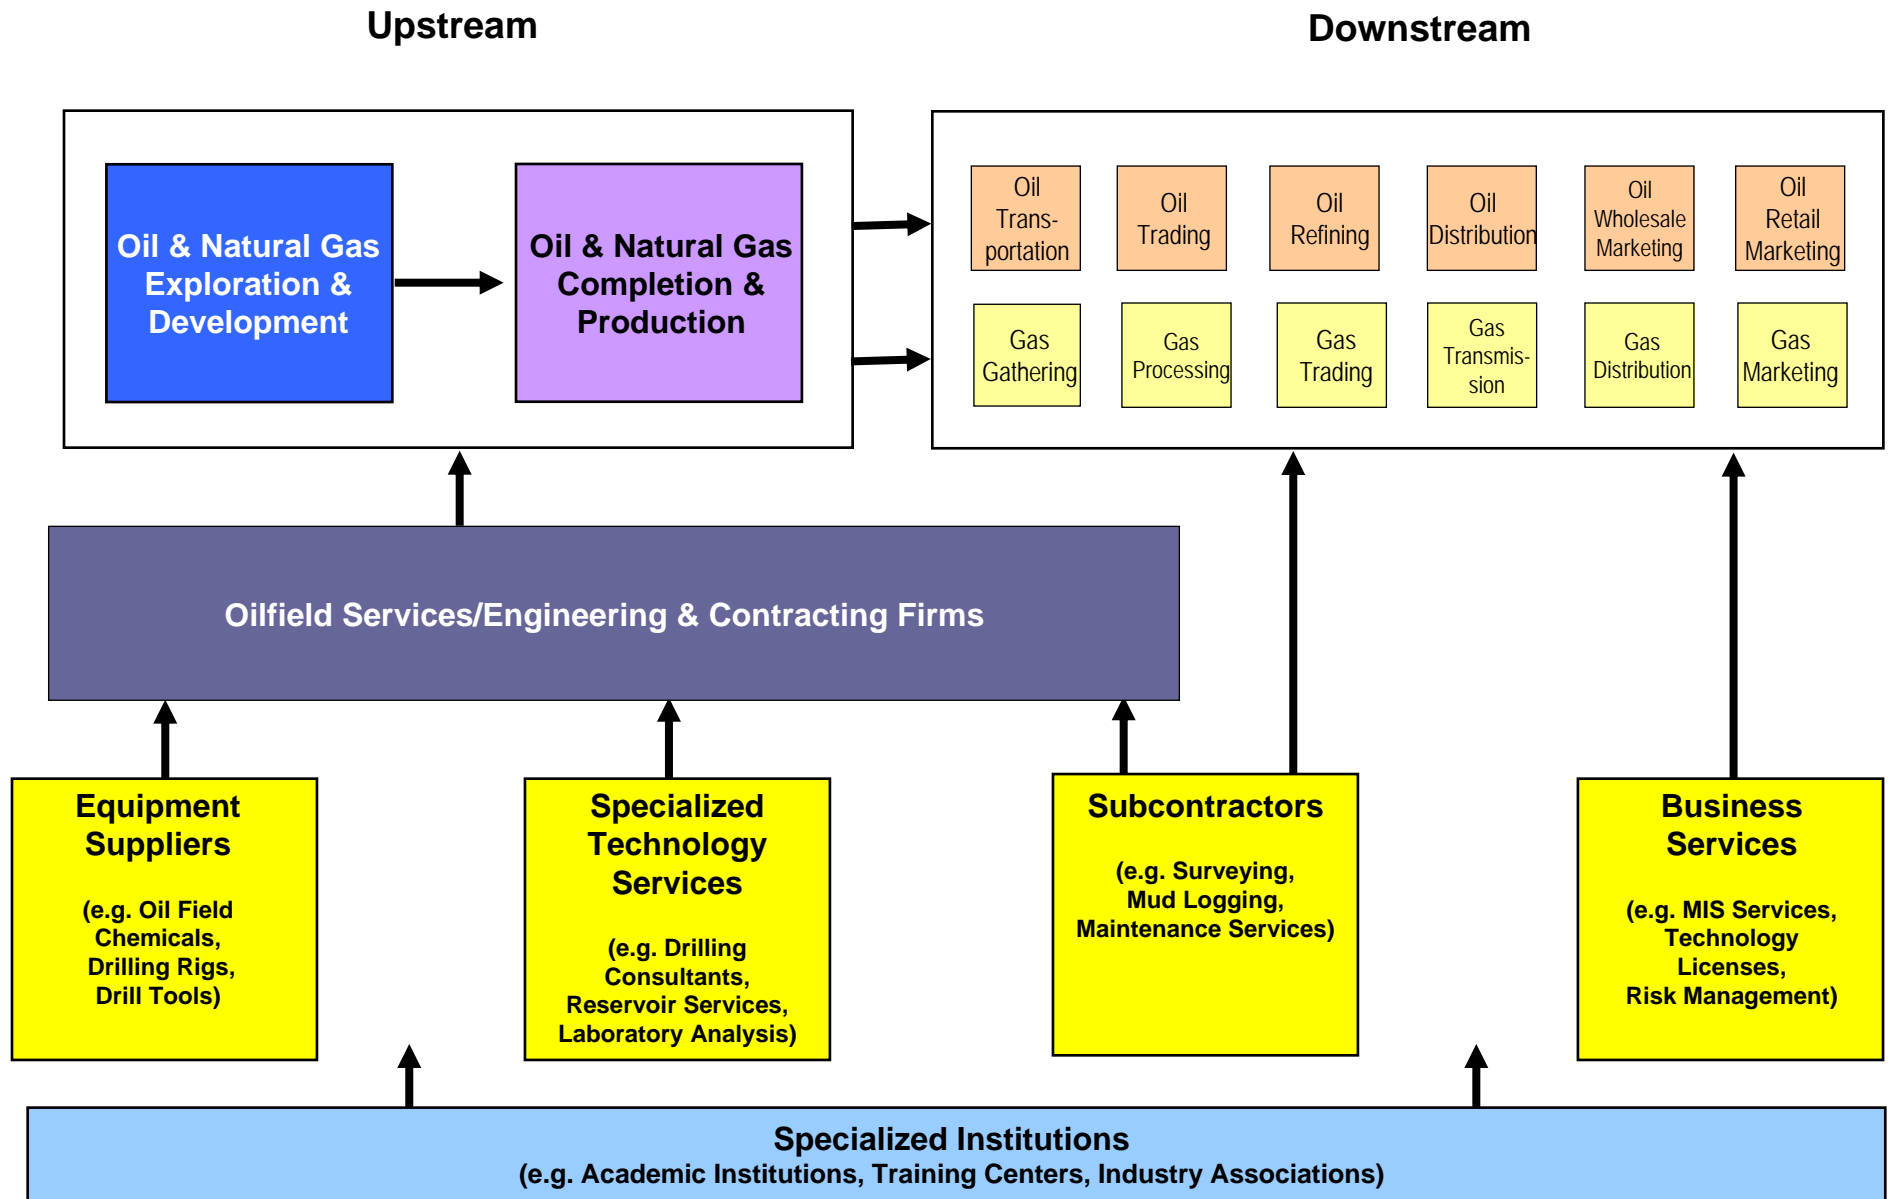 Upstream
Downstream
Oil & Natural Gas
Exploration &
Development
Oil & Natural Gas
Completion &
Production
Oil
Trans-
portation
Oil
Trading
Oil
Refining
Oil
Distribution
Oil
Wholesale
Marketing
Oil
Retail
Marketing
Gas
Gathering
Gas
Processing
Gas
Trading
Gas
Transmis-
sion
Gas
Distribution
Gas
Marketing
Oilfield Services/Engineering & Contracting Firms
Equipment
Suppliers
(e.g. Oil Field
Chemicals,
Drilling Rigs,
Drill Tools)
Specialized
Technology
Services
(e.g. Drilling
Consultants,
Reservoir Services,
Laboratory Analysis)
Subcontractors
(e.g. Surveying,
Mud Logging,
Maintenance Services)
Business
Services
(e.g. MIS Services,
Technology
Licenses,
Risk Management)
Specialized Institutions
(e.g. Academic Institutions, Training Centers, Industry Associations)